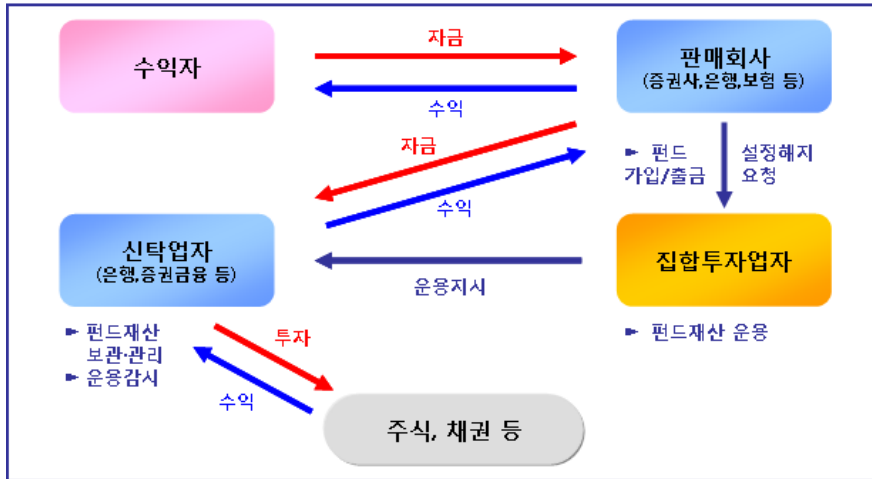 수익자
자금
수익
판매회사
(증권사,은행,보험 등)
자금
수익
► 펀드
가입/출금
설정해지
요청
신탁업자
(은행,증권금융 등)
운용지시
집합투자업자
► 펀드재산
보관·관리
► 운용감시
투자
수익
► 펀드재산 운용
주식, 채권 등